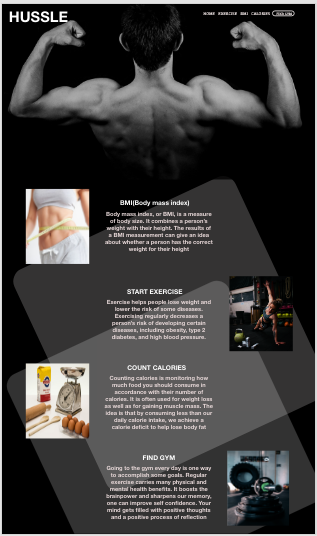 HUSSLE
HOME EXERCISE BMI CALORIES FIND GYM
BMI(Body mass index)
Body mass index, or BMI, is a measure
of body size. It combines a person's
weight with their height. The results of
a BMI measurement can give an idea
about whether a person has the correct
weight for their height
START EXERCISE
Exercise helps people lose weight and
lower the risk of some diseases.
Exercising regularly decreases a
person's risk of developing certain
diseases, including obesity, type 2
diabetes, and high blood pressure.
COUNT CALORIES
Counting calories is monitoring how
much food you should consume in
accordance with their number of
calories. It is often used for weight loss
as well as for gaining muscle mass. The
idea is that by consuming less than our
daily calorie intake, we achieve a
calorie deficit to help lose body fat
FIND GYM
Going to the gym every day is one way
to accomplish some goals. Regular
exercise carries many physical and
mental health benefits. It boosts the
brainpower and sharpens our memory,
one can improve self confidence. Your
mind gets filled with positive thoughts
and a positive process of reflection